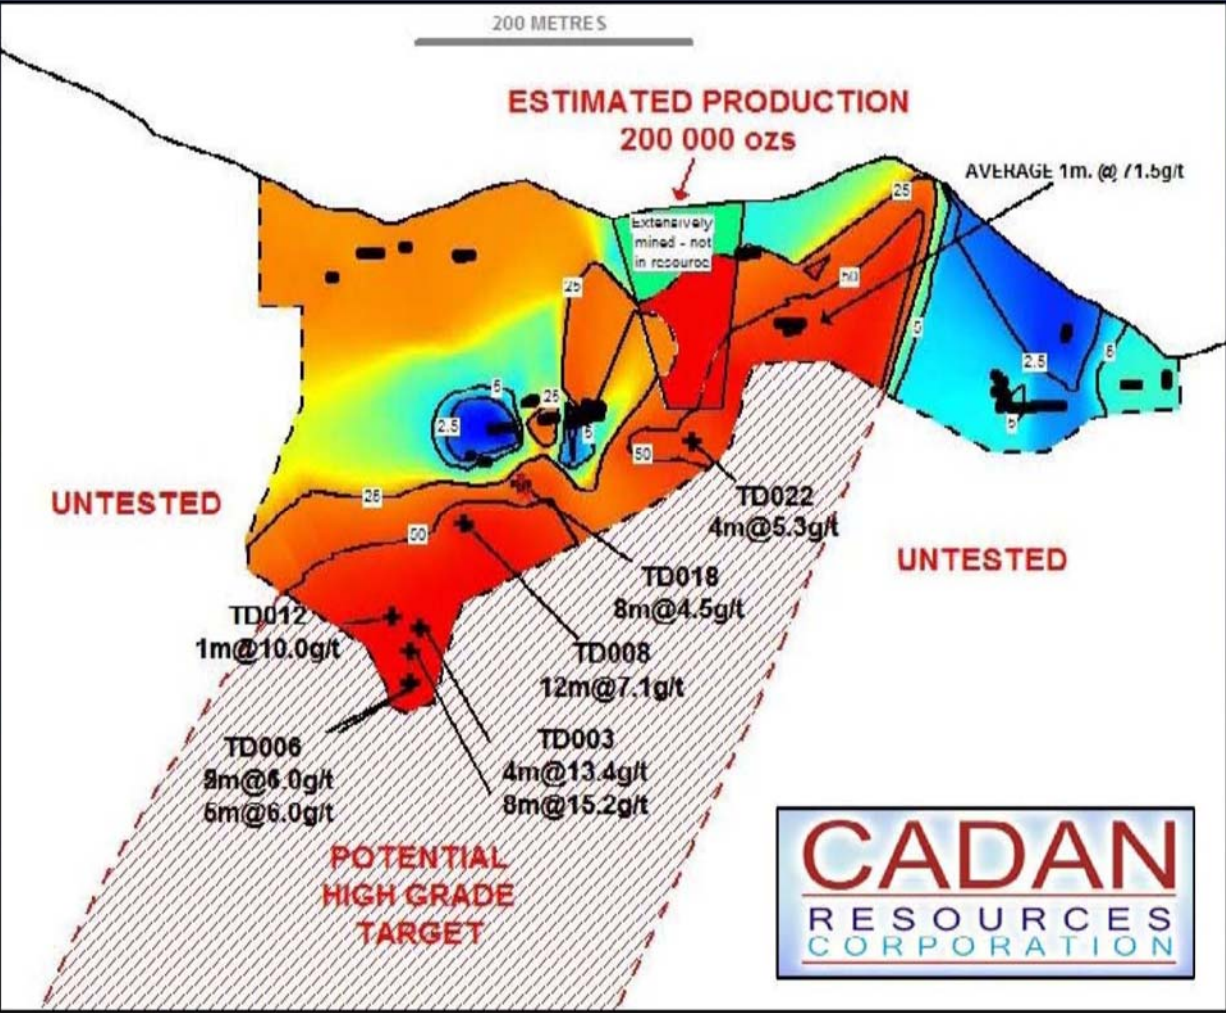 200 METRES
ESTIMATED PRODUCTION
200 000 ozs
AVERAGE 1m. @ 71.5g/t
25
Extensively
mined - not
in resource
50
25
5
2.5
5
5
25
2.5
5
5
50
25
50
UNTESTED
TD022
4m@5.3g/t
UNTESTED
TD018
8m@4.5g/t
TD012
1m@10.0g/t
TD008
12m@7.1g/t
TD006
TD003
4m@13.4g/t
6m@6.0g/t
8m@15.2g/t
POTENTIAL
HIGH GRADE
TARGET
CADAN
RESOURCES
CORPORATION